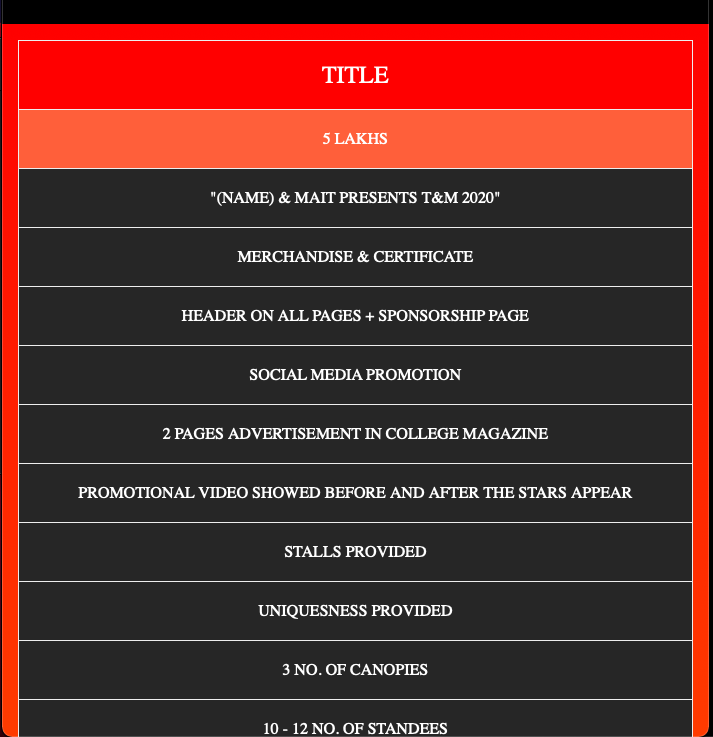 TITLE
5 LAKHS
"(NAME) & MAIT PRESENTS T&M 2020"
MERCHANDISE & CERTIFICATE
HEADER ON ALL PAGES + SPONSORSHIP PAGE
SOCIAL MEDIA PROMOTION
2 PAGES ADVERTISEMENT IN COLLEGE MAGAZINE
PROMOTIONAL VIDEO SHOWED BEFORE AND AFTER THE STARS APPEAR
STALLS PROVIDED
UNIQUESNESS PROVIDED
3 NO. OF CANOPIES
10 - 12 NO. OF STANDEES